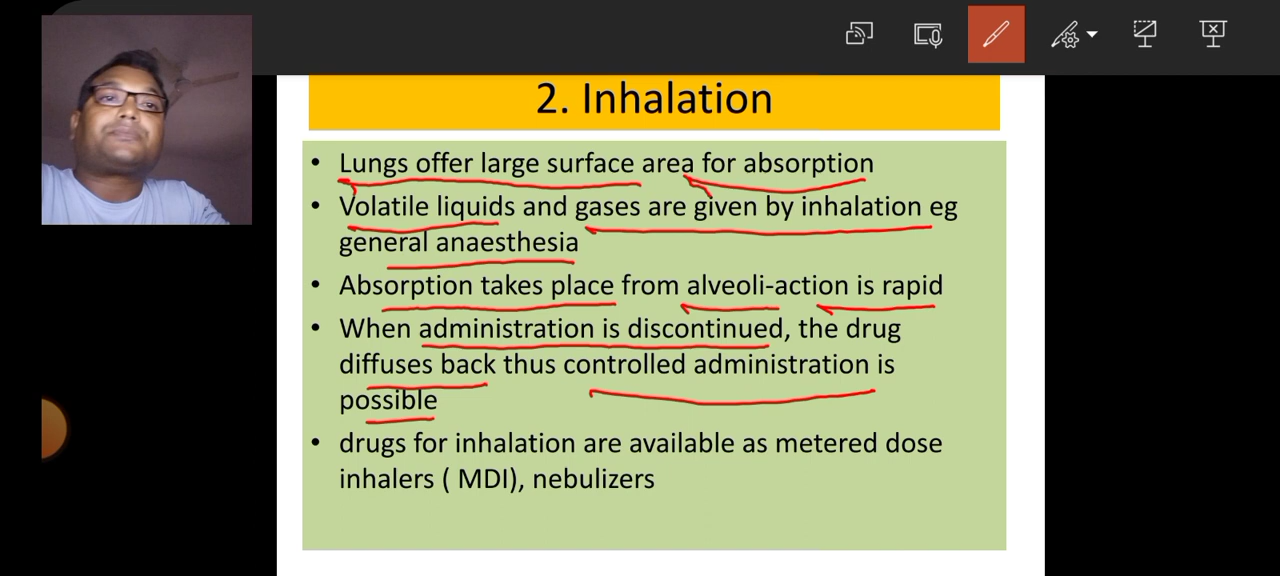 2. Inhalation
• Lungs offer large surface area for absorption
• Volatile liquids and gases are given by inhalation eg
general anaesthesia
• Absorption takes place from alveoli-action is rapid
• When administration is discontinued, the drug
diffuses back thus controlled administration is
possible
• drugs for inhalation are available as metered dose
inhalers ( MDI), nebulizers